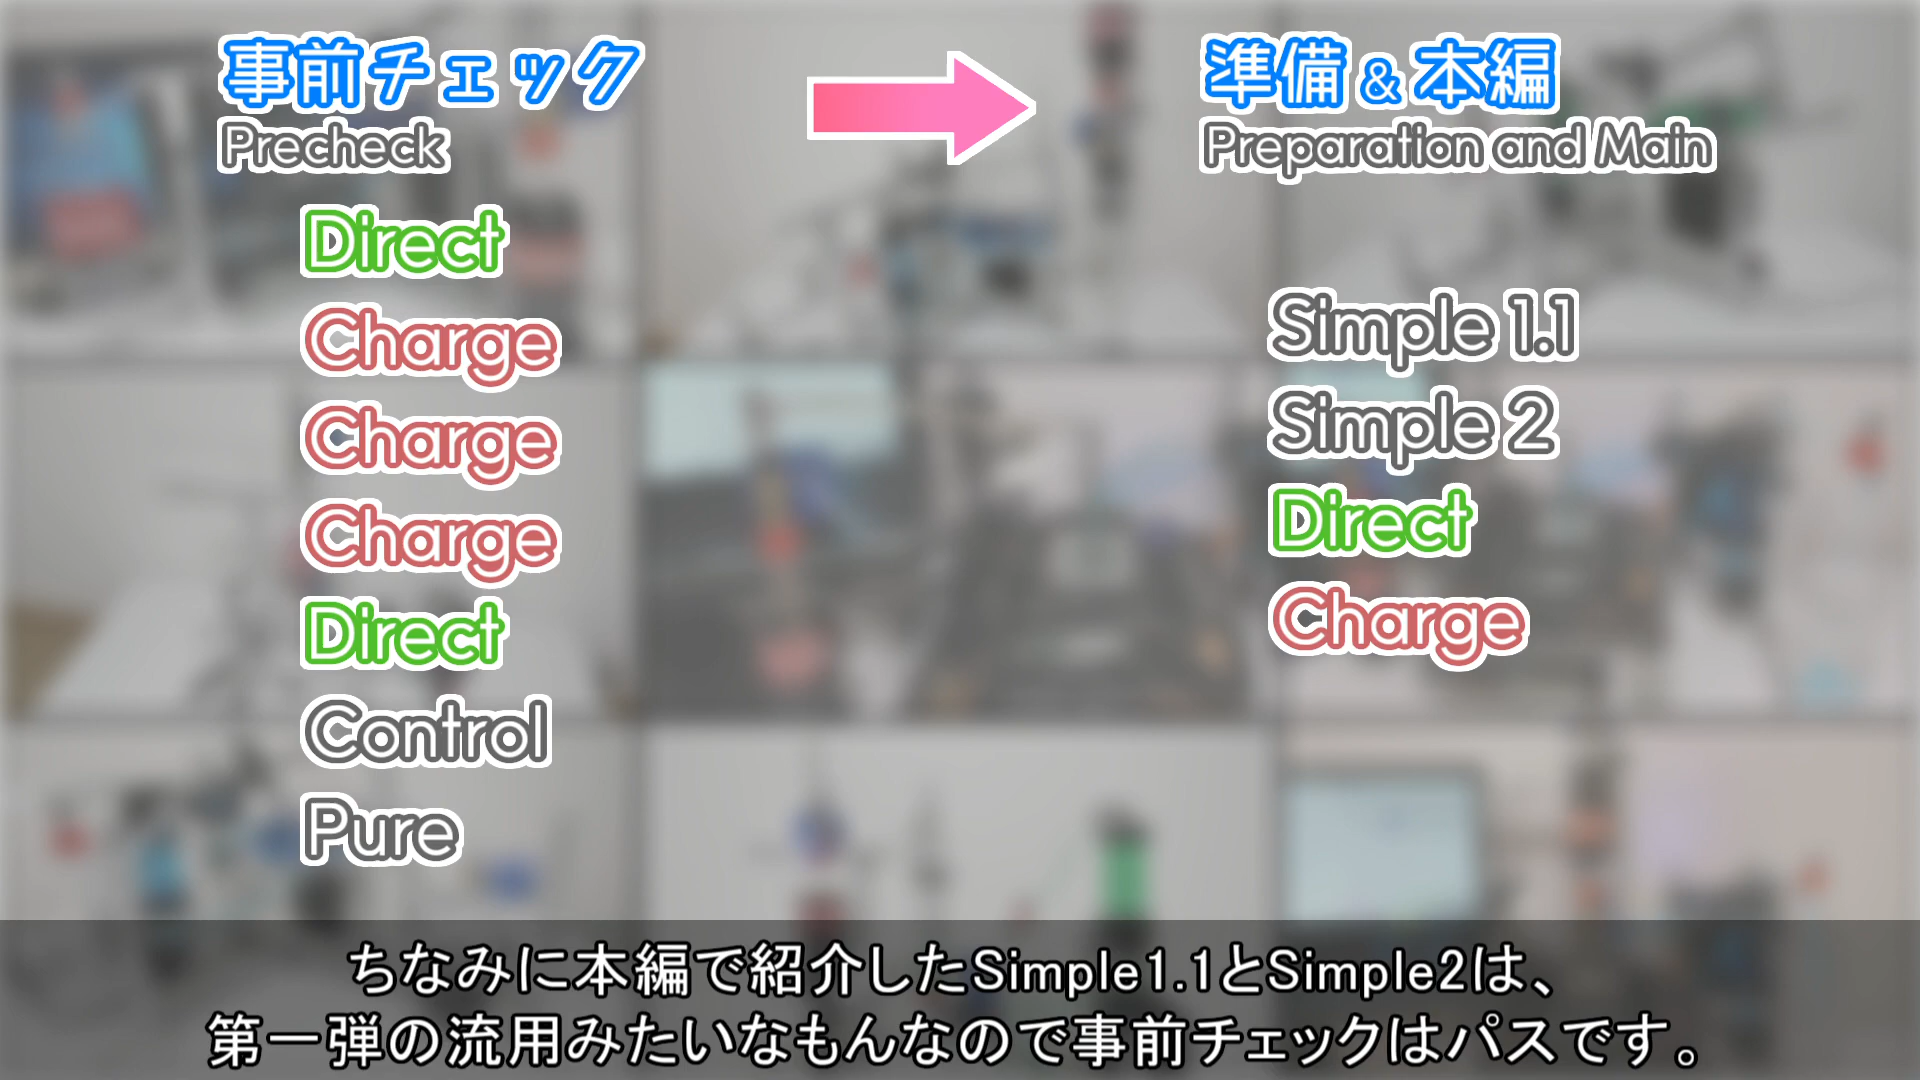 事前チェック
Precheck
Direct
Charge
Charge
Charge
Direct
Control
Pure
準備&本編
Preparation and Main
Simple 1.1
Simple 2
Direct
Charge
ちなみに本編で紹介したSimple1.1とSimple2は、
第一弾の流用みたいなもんなので事前チェックはパスです。